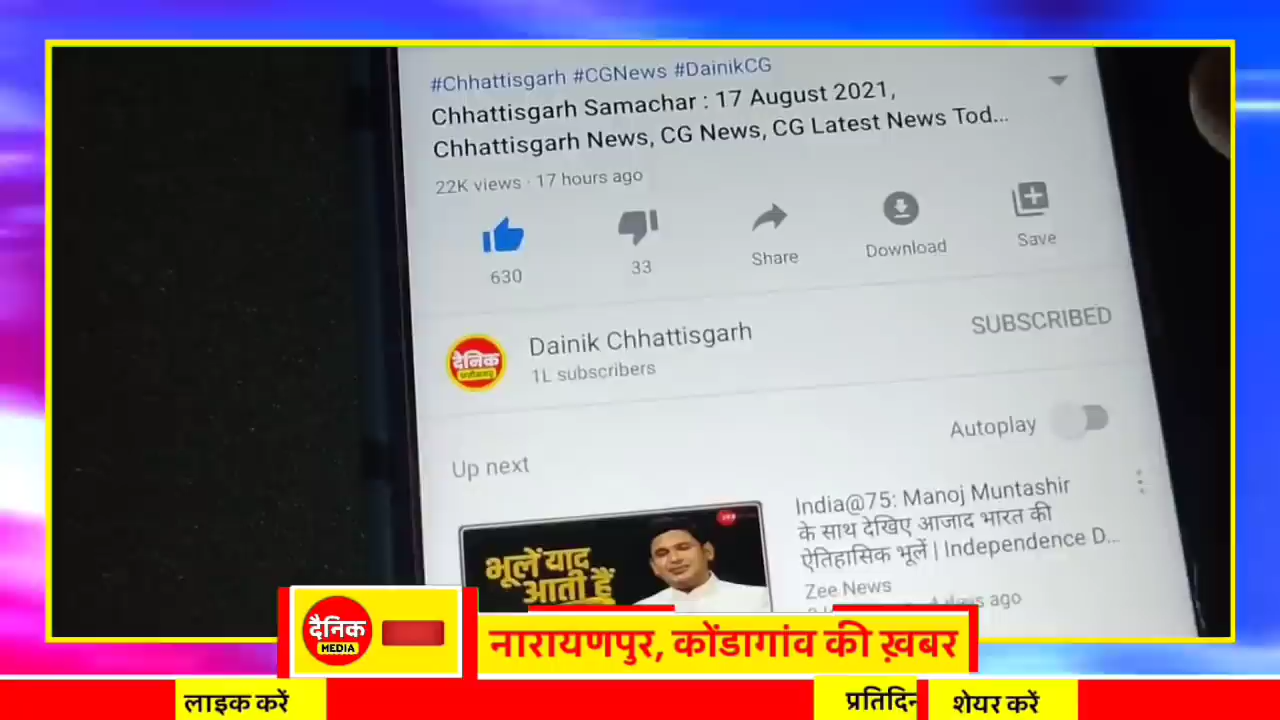 #Chhattisgarh #CGNews #DainikCG
Chhattisgarh Samachar : 17 August 2021,
Chhattisgarh News, CG News, CG Latest News Tod...
22K views · 17 hours ago
630
33
Share
Download
Save
दैनिक
Dainik Chhattisgarh
1L subscribers
SUBSCRIBED
Autoplay
Up next
भूलें याद
आती हैं
India@75: Manoj Muntashir
के साथ देखिए आजाद भारत की
ऐतिहासिक भूलें | Independence D...
Zee News
ago
दैनिक
MEDIA
नारायणपुर, कोंडागांव की ख़बर
लाइक करें
प्रतिदिन
शेयर करें